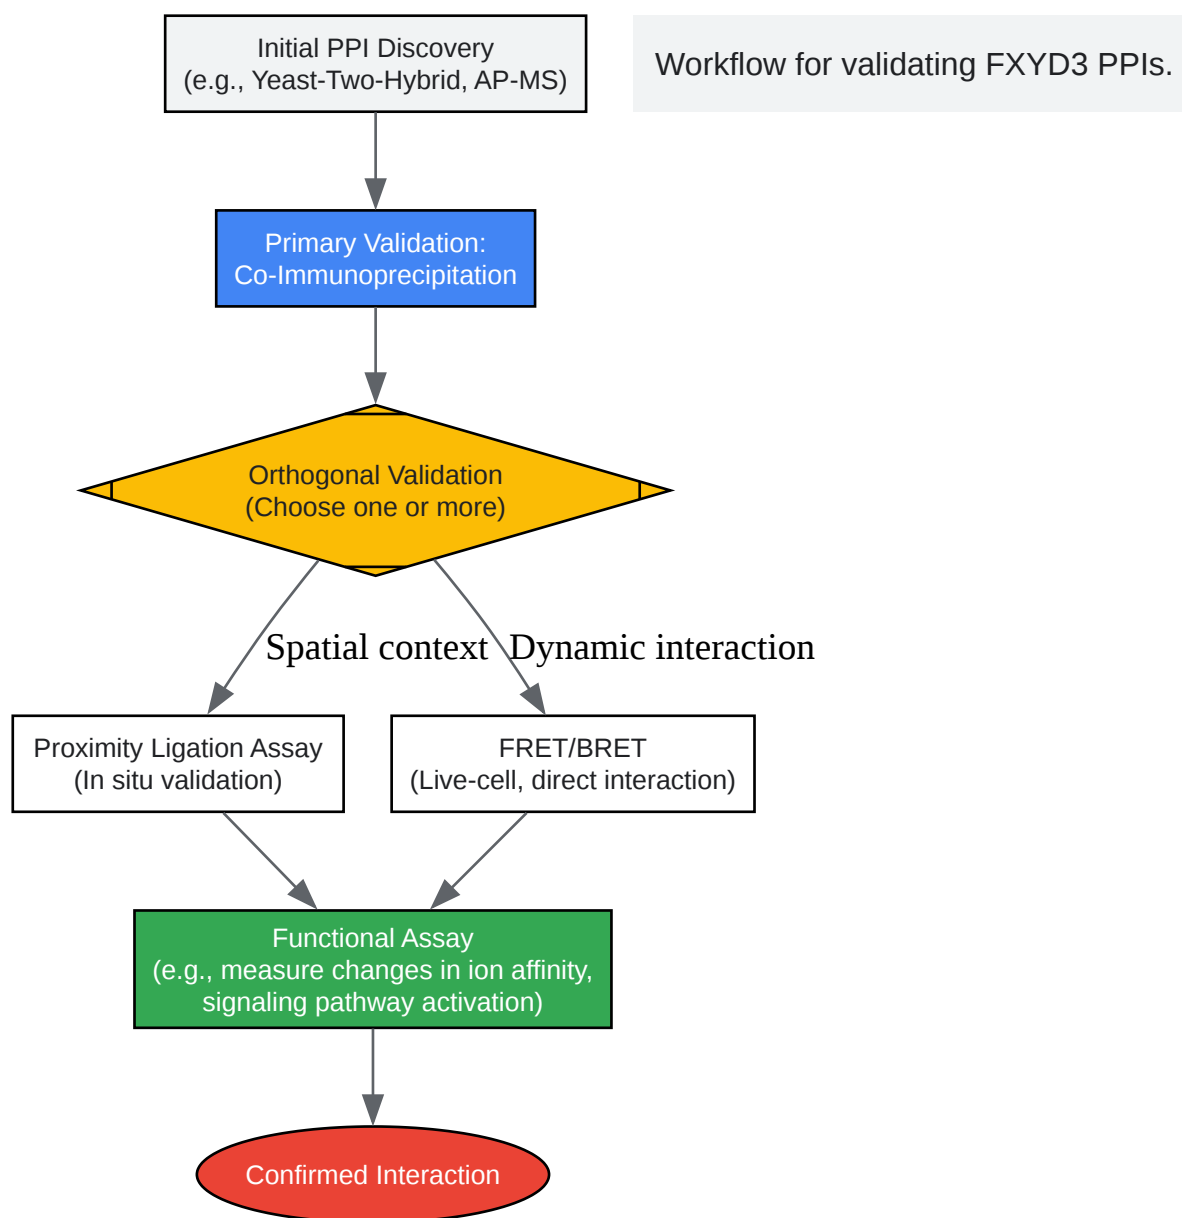 Initial PPI Discovery
(e.g., Yeast-Two-Hybrid, AP-MS)
Workflow for validating FXYD3 PPIs.
Primary Validation:
Co-Immunoprecipitation
Orthogonal Validation
(Choose one or more)
Spatial context
Dynamic interaction
Proximity Ligation Assay
(In situ validation)
FRET/BRET
(Live-cell, direct interaction)
Functional Assay
(e.g., measure changes in ion affinity,
signaling pathway activation)
Confirmed Interaction